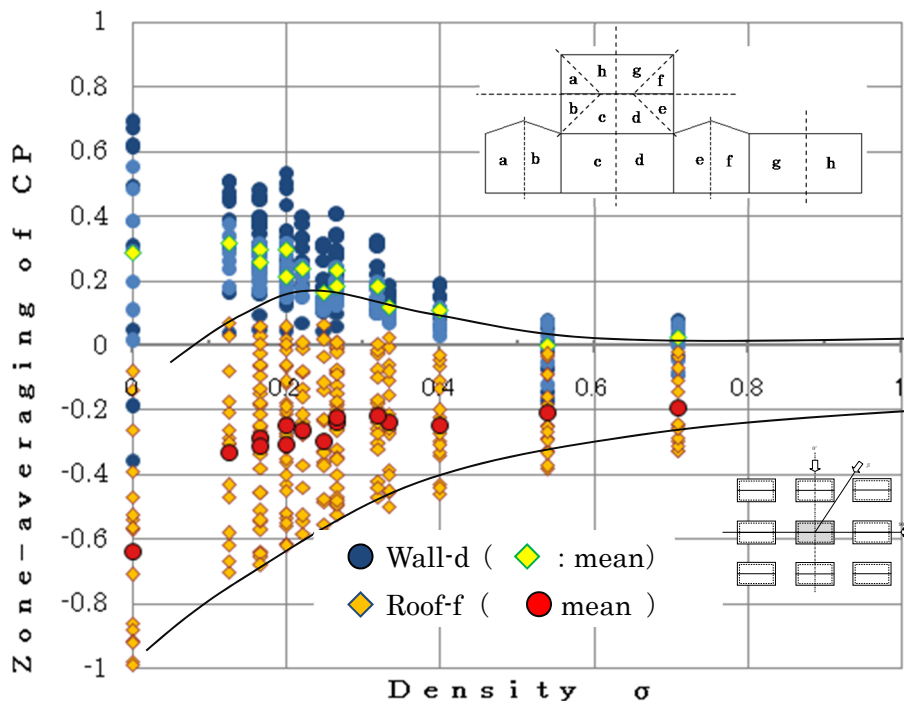 Zone-averaging of CP
1
0.8
0.6
0.4
0.2
0
-0.2
-0.4
-0.6
-0.8
-1
0
0.2
0.4
0.6
0.8
1
a h g f
b c d e
a b c d e f g h
Wall-d ( : mean)
Roof-f ( mean )
Density σ